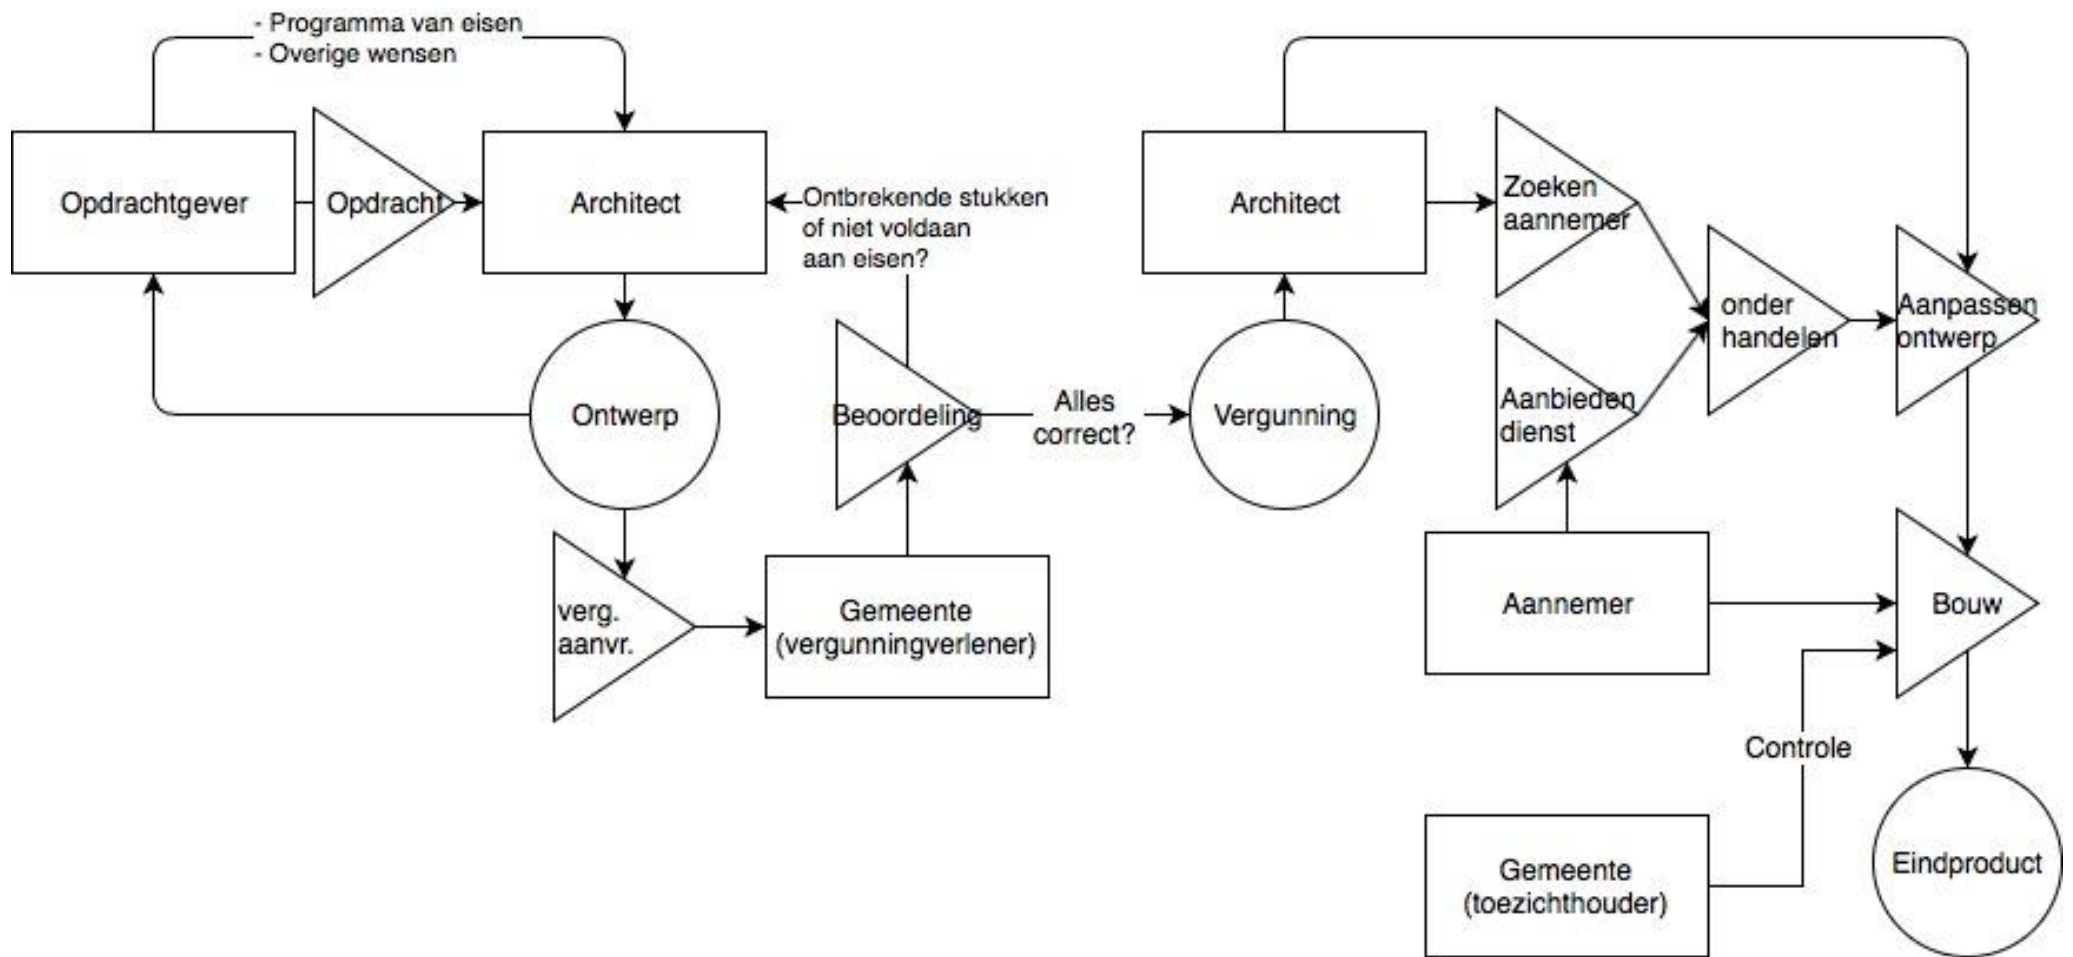 - Programma van eisen
- Overige wensen
Opdrachtgever
Opdracht
Architect
Ontbrekende stukken
of niet voldaan
aan eisen?
Ontwerp
Beoordeling
Alles
correct?
verg.
aanvr.
Gemeente
(vergunningverlener)
Vergunning
Architect
Zoeken
aannemer
onder
handelen
Aanpassen
ontwerp
Aanbieden
dienst
Aannemer
Bouw
Controle
Gemeente
(toezichthouder)
Eindproduct